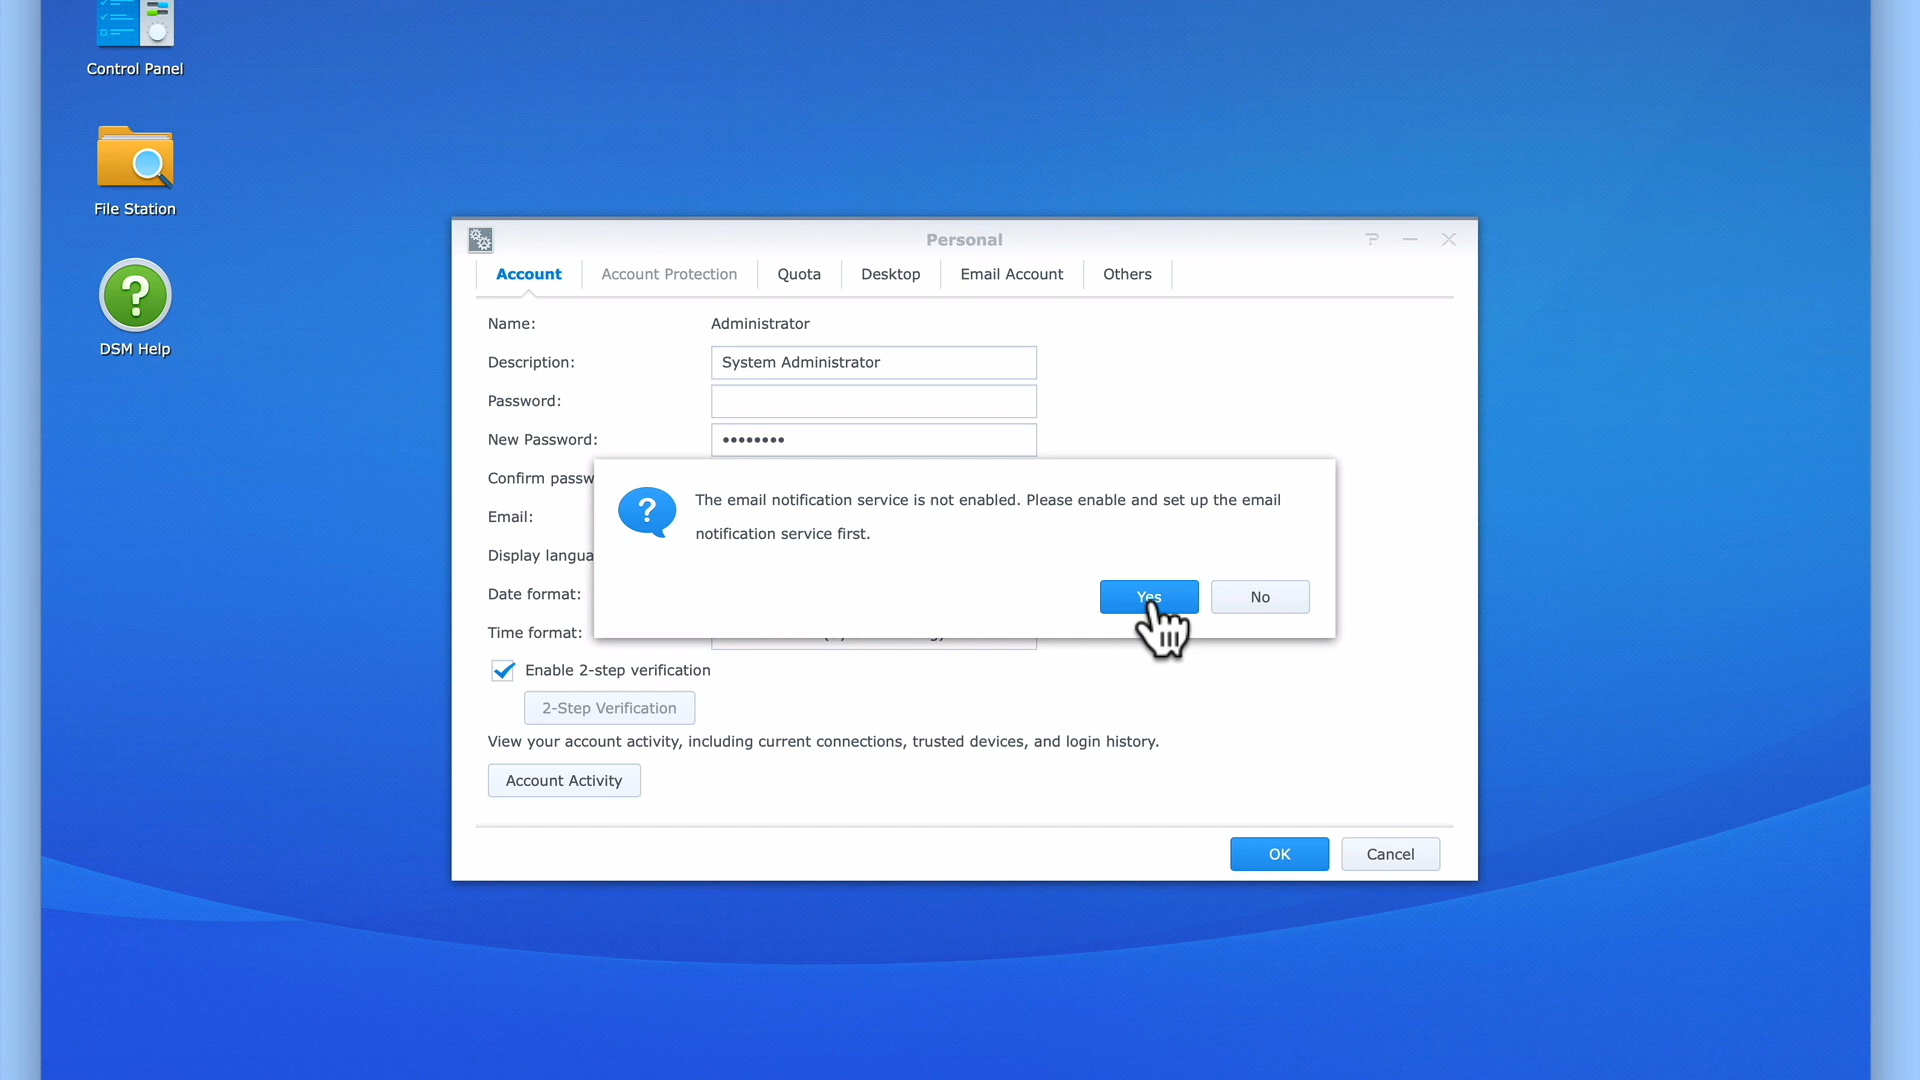 Control Panel
File Station
DSM Help
Personal
Account
Account Protection
Quota
Desktop
Email Account
Others
Name:
Administrator
Description:
System Administrator
Password:
New Password:
••••••••
Confirm passw
Email:
Display langua
Date format:
Time format:
The email notification service is not enabled. Please enable and set up the email
notification service first.
Yes
No
Enable 2-step verification
2-Step Verification
View your account activity, including current connections, trusted devices, and login history.
Account Activity
OK
Cancel